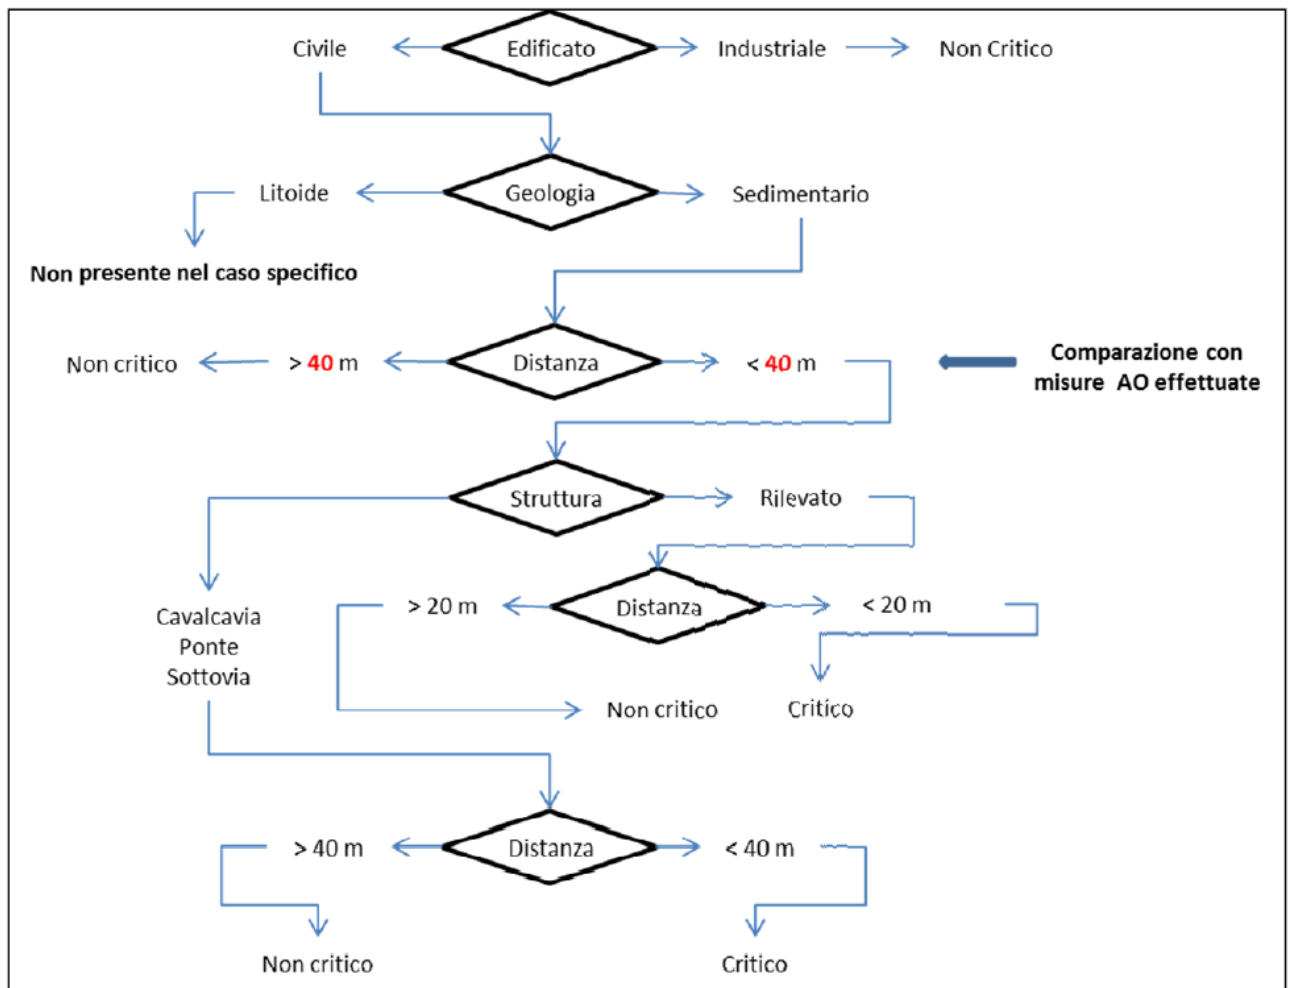 Civile
Edificato
Industriale
Non Critico
Litoide
Geologia
Sedimentario
Non presente nel caso specifico
Non critico
> 40 m
Distanza
< 40 m
Comparazione con
misure AO effettuate
Struttura
Rilevato
Cavalcavia
Ponte
Sottovia
> 20 m
Distanza
< 20 m
Non critico
Critico
> 40 m
Distanza
< 40 m
Non critico
Critico